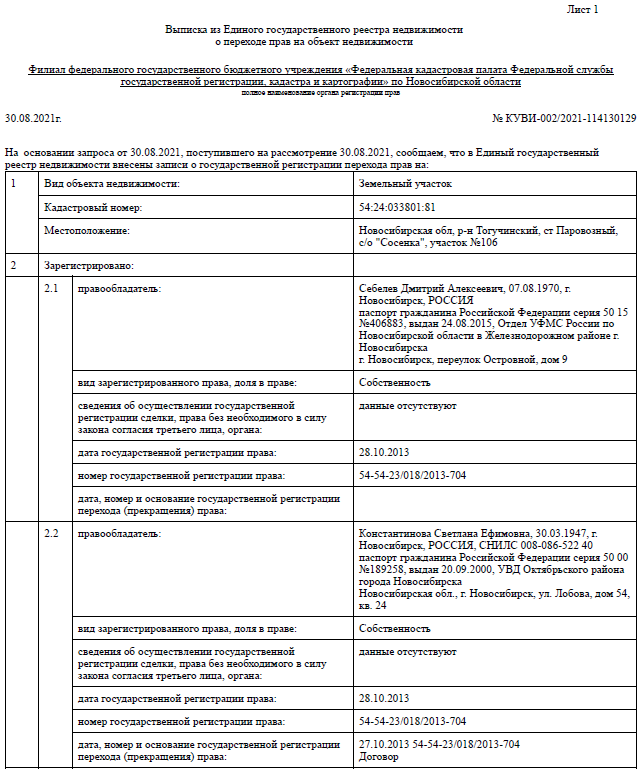 Лист 1
Выписка из Единого государственного реестра недвижимости
о переходе прав на объект недвижимости
Филиал федерального государственного бюджетного учреждения «Федеральная кадастровая палата Федеральной службы
государственной регистрации, кадастра и картографии» по Новосибирской области
полное наименование органа регистрации прав
30.08.2021г.
№ КУВИ-002/2021-114130129
На основании запроса от 30.08.2021, поступившего на рассмотрение 30.08.2021, сообщаем, что в Единый государственный
реестр недвижимости внесены записи о государственной регистрации перехода прав на:
1
Вид объекта недвижимости:
Земельный участок
Кадастровый номер:
54:24:033801:81
Местоположение:
Новосибирская обл, р-н Тогучинский, ст Паровозный,
с/о "Сосенка", участок №106
2
Зарегистрировано:
2.1
правообладатель:
Себелев Дмитрий Алексеевич, 07.08.1970, г.
Новосибирск, РОССИЯ
паспорт гражданина Российской Федерации серия 50 15
№406883, выдан 24.08.2015, Отдел УФМС России по
Новосибирской области в Железнодорожном районе г.
Новосибирска
г. Новосибирск, переулок Островной, дом 9
вид зарегистрированного права, доля в праве:
Собственность
сведения об осуществлении государственной
регистрации сделки, права без необходимого в силу
закона согласия третьего лица, органа:
данные отсутствуют
дата государственной регистрации права:
28.10.2013
номер государственной регистрации права:
54-54-23/018/2013-704
дата, номер и основание государственной регистрации
перехода (прекращения) права:
2.2
правообладатель:
Константинова Светлана Ефимовна, 30.03.1947, г.
Новосибирск, РОССИЯ, СНИЛС 008-086-522 40
паспорт гражданина Российской Федерации серия 50 00
№189258, выдан 20.09.2000, УВД Октябрьского района
города Новосибирска
Новосибирская обл., г. Новосибирск, ул. Лобова, дом 54,
кв. 24
вид зарегистрированного права, доля в праве:
Собственность
сведения об осуществлении государственной
регистрации сделки, права без необходимого в силу
закона согласия третьего лица, органа:
данные отсутствуют
дата государственной регистрации права:
28.10.2013
номер государственной регистрации права:
54-54-23/018/2013-704
дата, номер и основание государственной регистрации
перехода (прекращения) права:
27.10.2013 54-54-23/018/2013-704
Договор